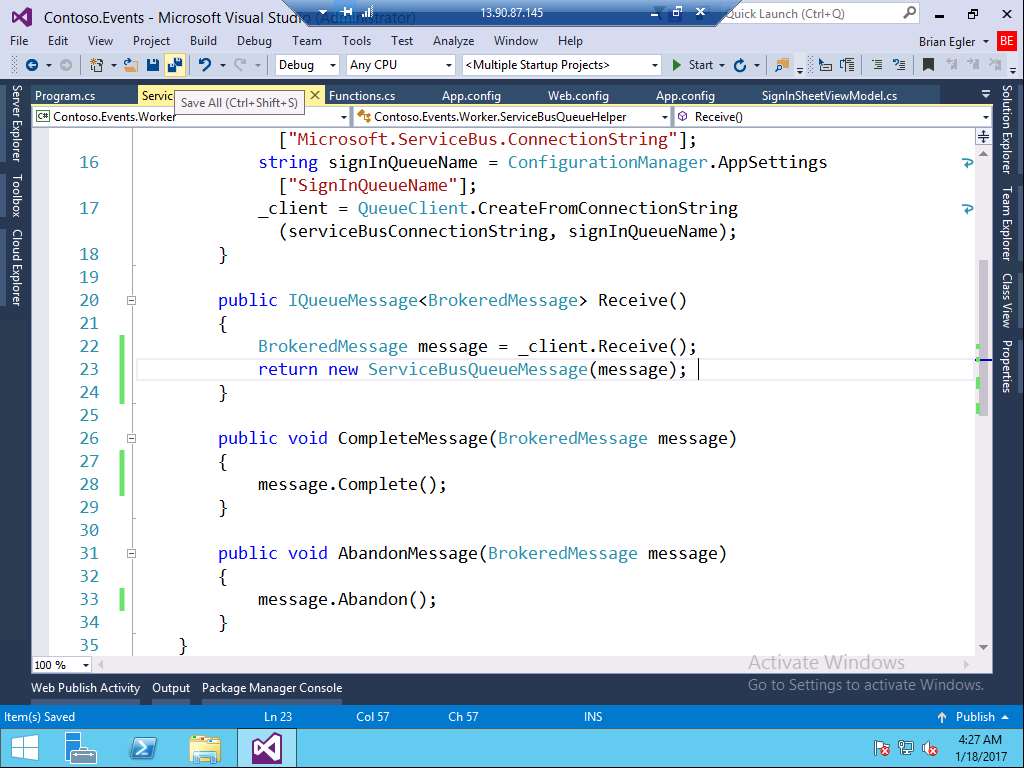 Contoso.Events - Microsoft Visual Studio (Administrator)
13.90.87.145
Quick Launch (Ctrl+Q)
File Edit View Project Build Debug Team Tools Test Analyze Window Help
Brian Egler
BE
Debug
Any CPU
<Multiple Startup Projects>
Start
Server Explorer
Toolbox
Cloud Explorer
Program.cs
Servic
Functions.cs
App.config
Web.config
App.config
SignInSheetViewModel.cs
Save All (Ctrl+Shift+S)
Contoso.Events.Worker
Contoso.Events.Worker.ServiceBusQueueHelper
Receive()
["Microsoft.ServiceBus.ConnectionString"];
16 string signInQueueName = ConfigurationManager.AppSettings
["SignInQueueName"];
17 _client = QueueClient.CreateFromConnectionString
(serviceBusConnectionString, signInQueueName);
18 }
19
20 public IQueueMessage<BrokeredMessage> Receive()
21 {
22 BrokeredMessage message = _client.Receive();
23 return new ServiceBusQueueMessage(message);
24 }
25
26 public void CompleteMessage(BrokeredMessage message)
27 {
28 message.Complete();
29 }
30
31 public void AbandonMessage(BrokeredMessage message)
32 {
33 message.Abandon();
34 }
35 }
Solution Explorer
Team Explorer
Class View
Properties
100 %
Activate Windows
Go to Settings to activate Windows.
Web Publish Activity Output Package Manager Console
Item(s) Saved
Ln 23
Col 57
Ch 57
INS
Publish
4:27 AM
1/18/2017